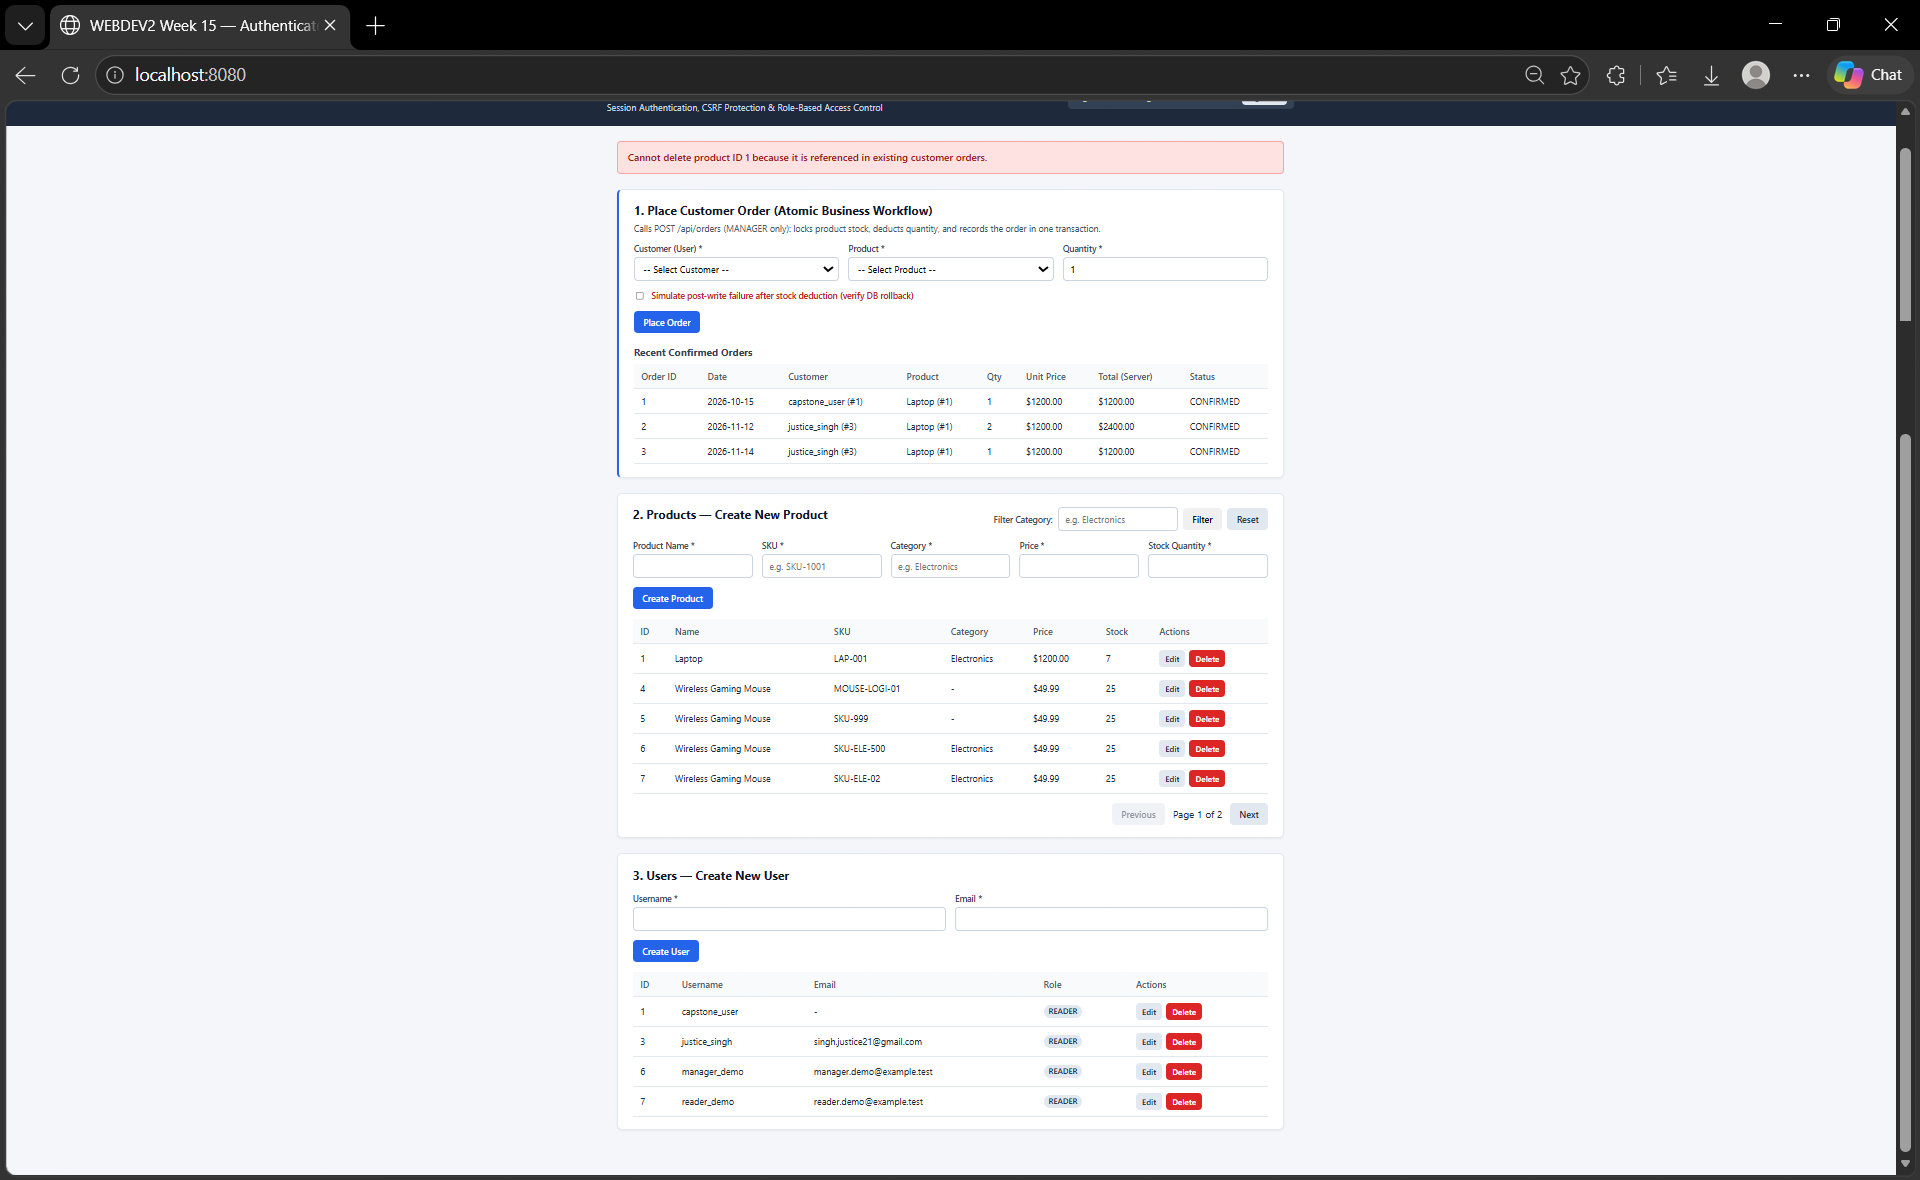 WEBDEV2 Week 15 — Authenticat
localhost:8080
Chat
Session Authentication, CSRF Protection & Role-Based Access Control
Cannot delete product ID 1 because it is referenced in existing customer orders.
1. Place Customer Order (Atomic Business Workflow)
Calls POST /api/orders (MANAGER only): locks product stock, deducts quantity, and records the order in one transaction.
Customer (User) * Product * Quantity *
-- Select Customer -- -- Select Product -- 1
Simulate post-write failure after stock deduction (verify DB rollback)
Place Order
Recent Confirmed Orders
Order ID Date Customer Product Qty Unit Price Total (Server) Status
1 2026-10-15 capstone_user (#1) Laptop (#1) 1 $1200.00 $1200.00 CONFIRMED
2 2026-11-12 justice_singh (#3) Laptop (#1) 2 $1200.00 $2400.00 CONFIRMED
3 2026-11-14 justice_singh (#3) Laptop (#1) 1 $1200.00 $1200.00 CONFIRMED
2. Products — Create New Product
Filter Category: e.g. Electronics Filter Reset
Product Name * SKU * Category * Price * Stock Quantity *
e.g. SKU-1001 e.g. Electronics
Create Product
ID Name SKU Category Price Stock Actions
1 Laptop LAP-001 Electronics $1200.00 7 Edit Delete
4 Wireless Gaming Mouse MOUSE-LOGI-01 - $49.99 25 Edit Delete
5 Wireless Gaming Mouse SKU-999 - $49.99 25 Edit Delete
6 Wireless Gaming Mouse SKU-ELE-500 Electronics $49.99 25 Edit Delete
7 Wireless Gaming Mouse SKU-ELE-02 Electronics $49.99 25 Edit Delete
Previous Page 1 of 2 Next
3. Users — Create New User
Username * Email *
Create User
ID Username Email Role Actions
1 capstone_user - READER Edit Delete
3 justice_singh singh.justice21@gmail.com READER Edit Delete
6 manager_demo manager.demo@example.test READER Edit Delete
7 reader_demo reader.demo@example.test READER Edit Delete